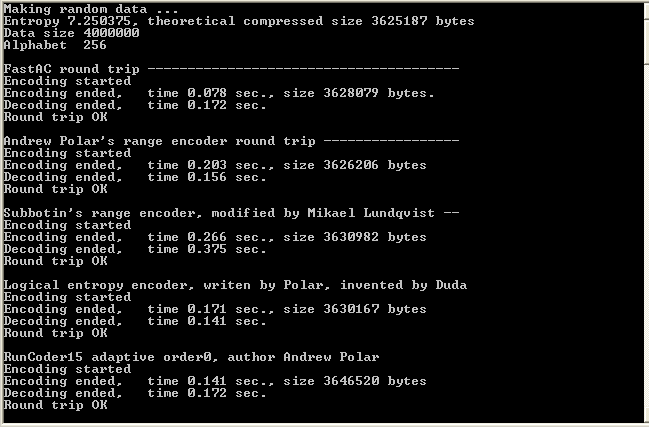 Making random data ...
Entropy 7.250375, theoretical compressed size 3625187 bytes
Data size 4000000
Alphabet  256
FastAC round trip ---------------------------------------
Encoding started
Encoding ended,   time 0.078 sec., size 3628079 bytes.
Decoding ended,   time 0.172 sec.
Round trip OK
Andrew Polar's range encoder round trip -----------------
Encoding started
Encoding ended,   time 0.203 sec., size 3626206 bytes
Decoding ended,   time 0.156 sec.
Round trip OK
Subbotin's range encoder, modified by Mikael Lundqvist --
Encoding started
Encoding ended,   time 0.266 sec., size 3630982 bytes
Decoding ended,   time 0.375 sec.
Round trip OK
Logical entropy encoder, writen by Polar, invented by Duda
Encoding started
Encoding ended,   time 0.171 sec., size 3630167 bytes
Decoding ended,   time 0.141 sec.
Round trip OK
RunCoder15 adaptive order0, author Andrew Polar
Encoding started
Encoding ended,   time 0.141 sec., size 3646520 bytes
Decoding ended,   time 0.172 sec.
Round trip OK